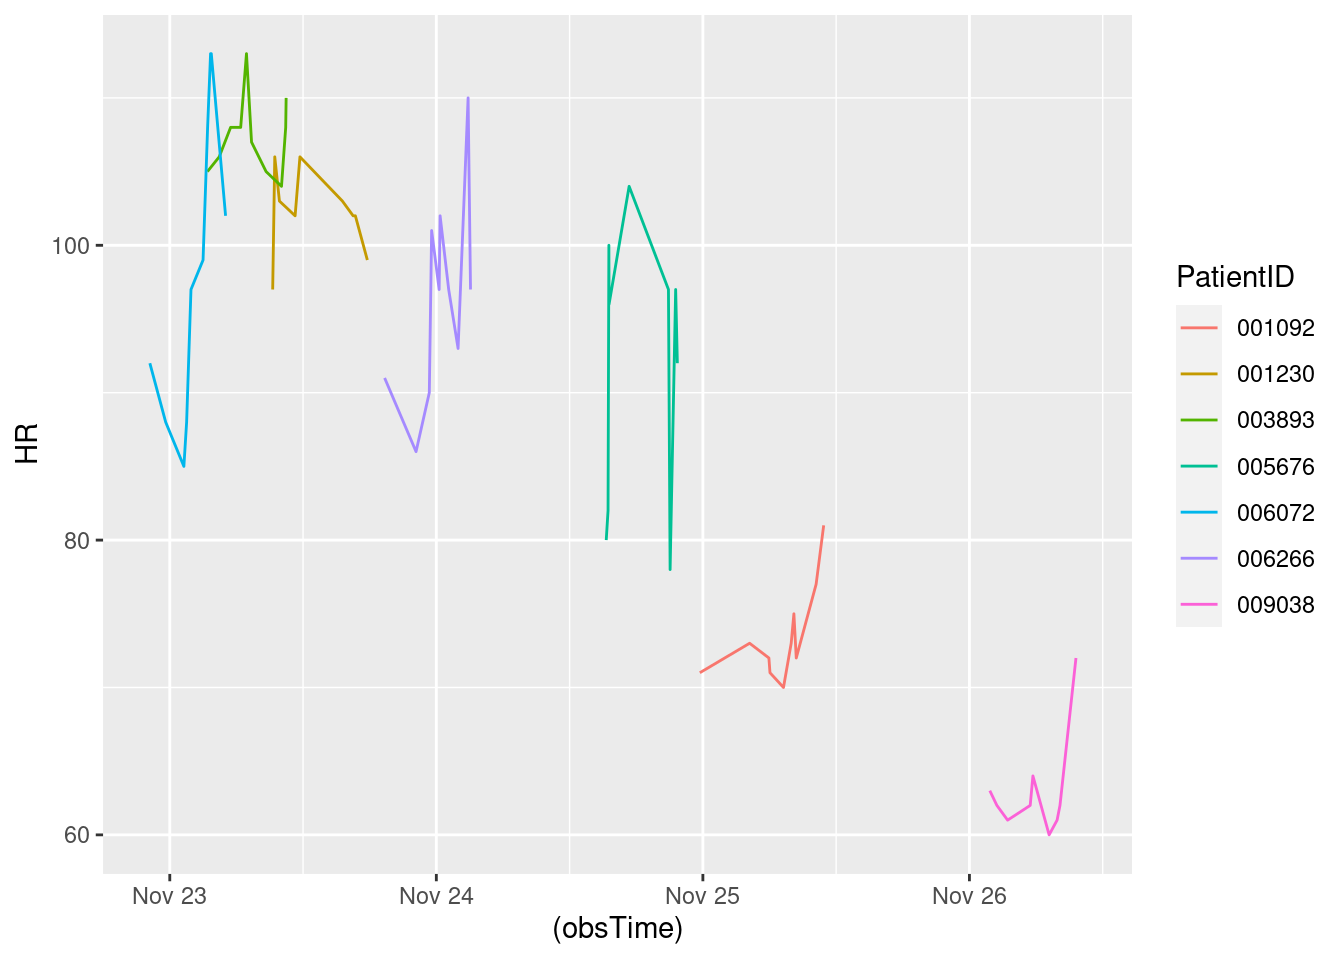 HR
100
80
60
Nov 23
Nov 24
Nov 25
Nov 26
(obsTime)
PatientID
001092
001230
003893
005676
006072
006266
009038